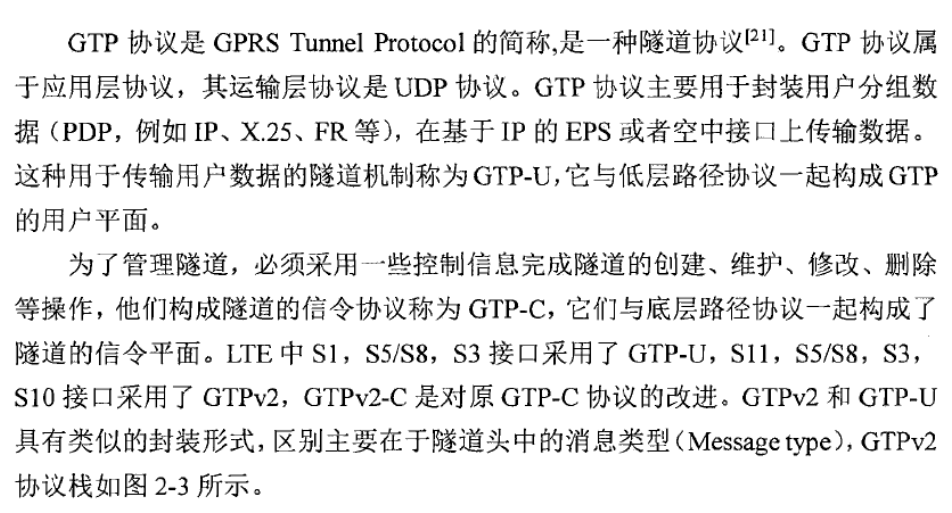 GTP 协议是 GPRS Tunnel Protocol 的简称,是一种隧道协议[21]。GTP 协议属
于应用层协议，其运输层协议是 UDP 协议。GTP 协议主要用于封装用户分组数
据（PDP，例如 IP、X.25、FR 等），在基于 IP 的 EPS 或者空中接口上传输数据。
这种用于传输用户数据的隧道机制称为 GTP-U，它与低层路径协议一起构成 GTP
的用户平面。
为了管理隧道，必须采用一些控制信息完成隧道的创建、维护、修改、删除
等操作，他们构成隧道的信令协议称为 GTP-C，它们与底层路径协议一起构成了
隧道的信令平面。LTE 中 S1，S5/S8，S3 接口采用了 GTP-U，S11，S5/S8，S3，
S10 接口采用了 GTPv2，GTPv2-C 是对原 GTP-C 协议的改进。GTPv2 和 GTP-U
具有类似的封装形式，区别主要在于隧道头中的消息类型（Message type），GTPv2
协议栈如图 2-3 所示。